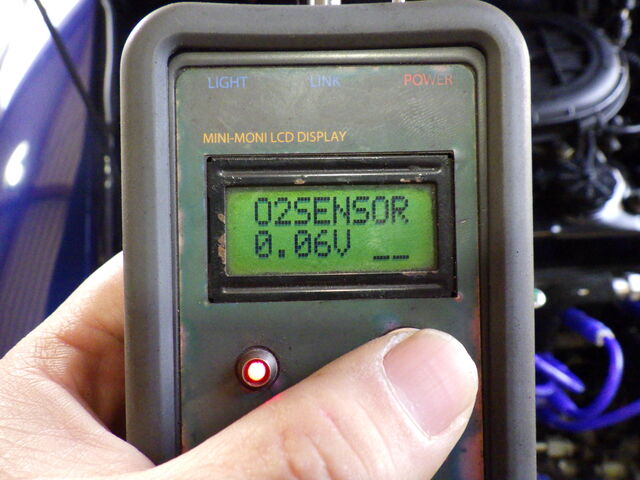 LIGHT LINK POWER
MINI-MONI LCD DISPLAY
O2SENSOR
0.06V __